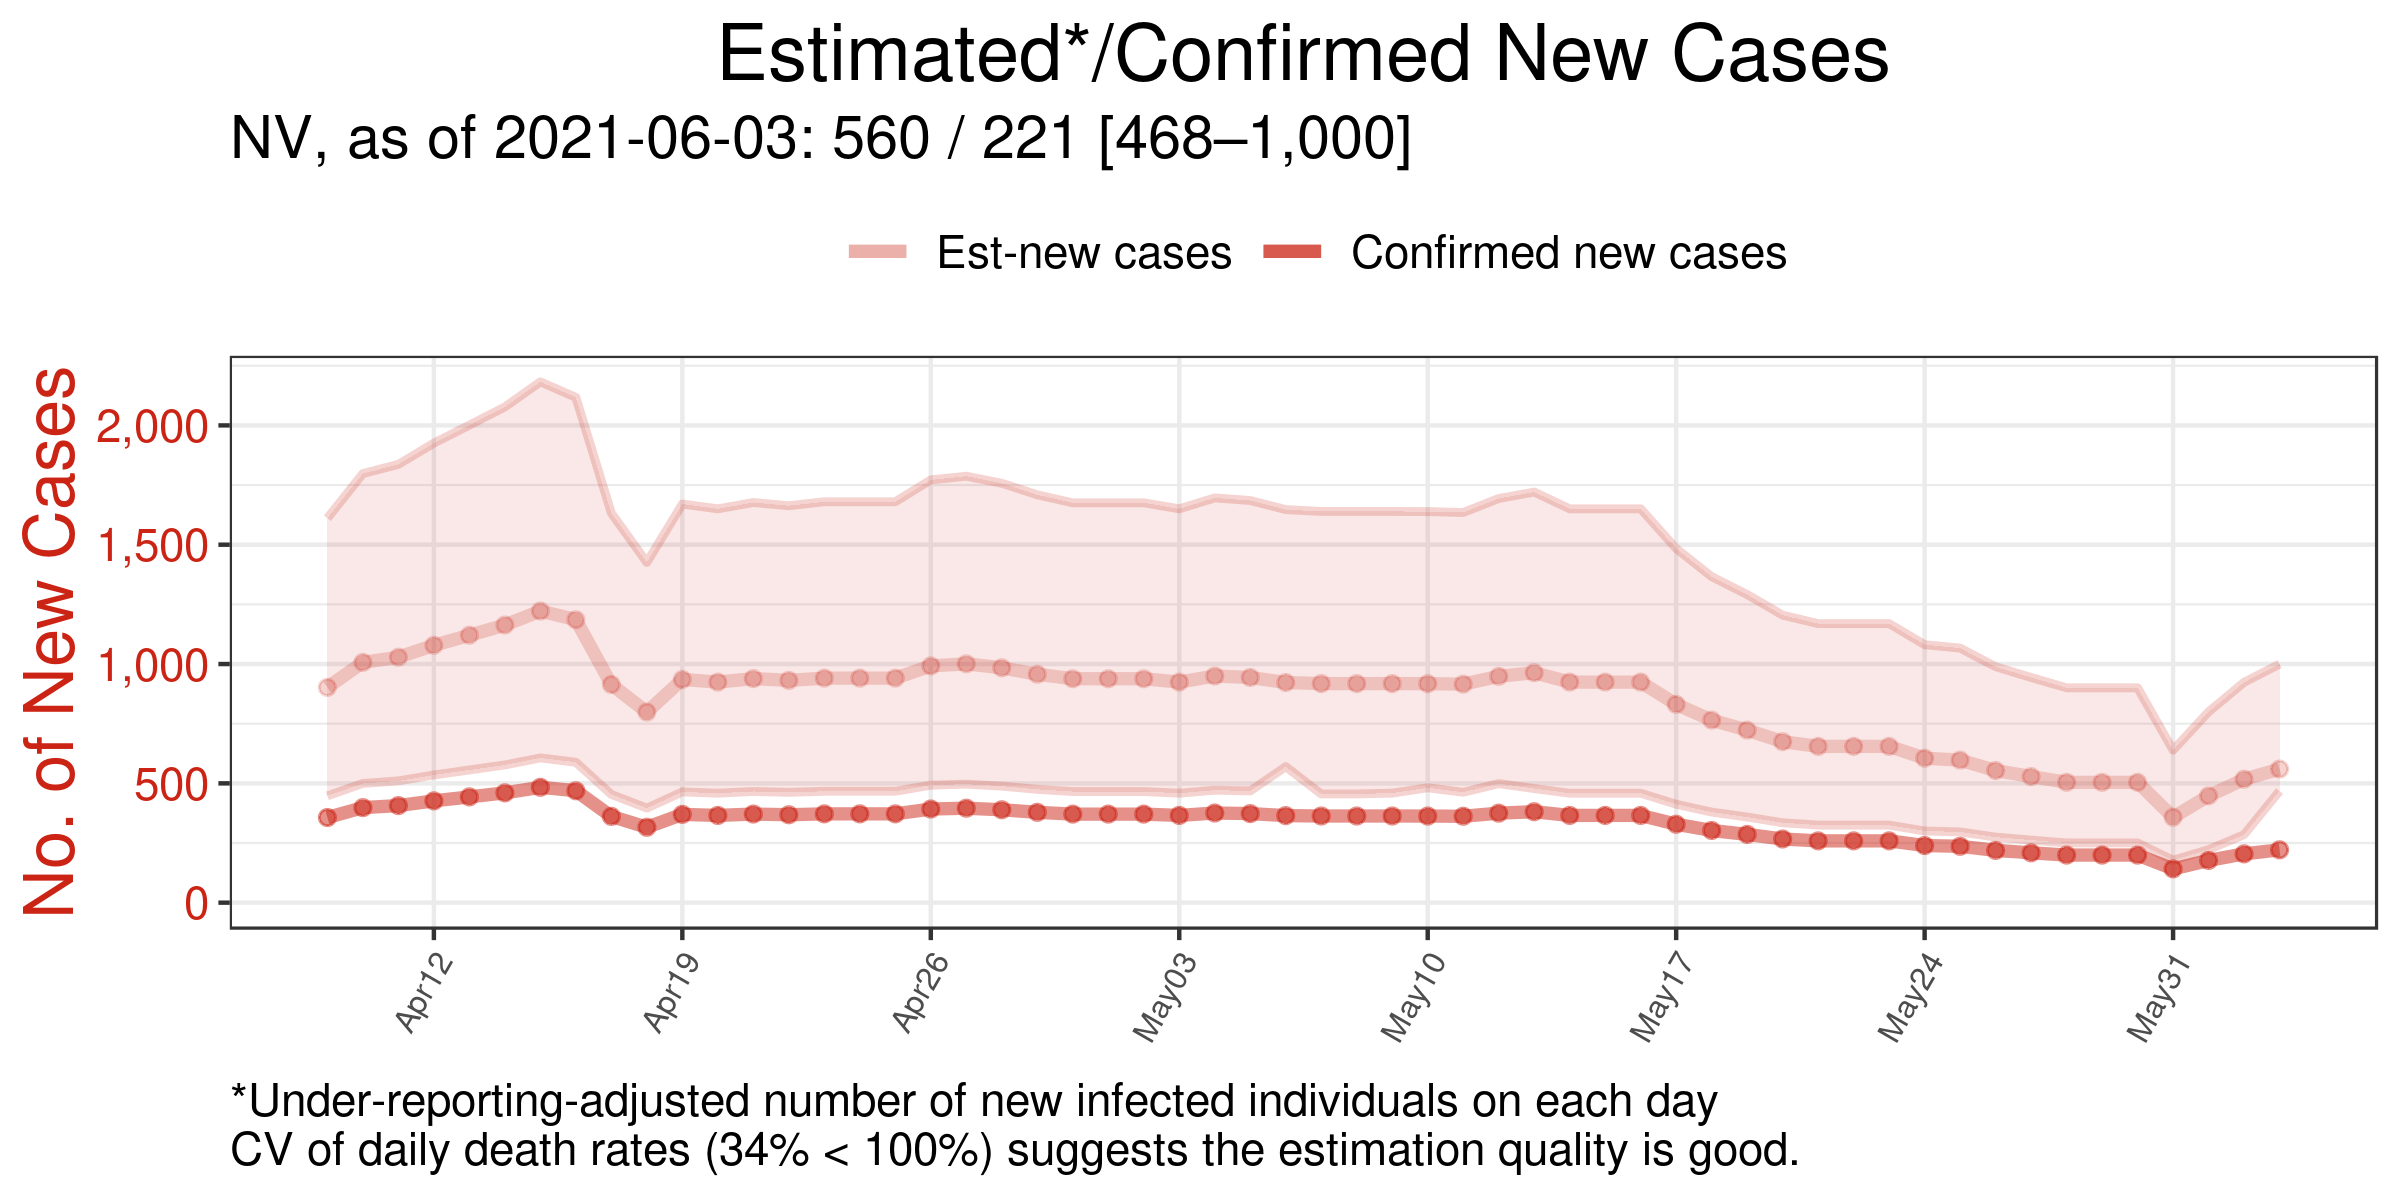 Estimated*/Confirmed New Cases
NV, as of 2021-06-03: 560 / 221 [468–1,000]
Est-new cases
Confirmed new cases
No. of New Cases
2,000
1,500
1,000
500
0
Apr12
Apr19
Apr26
May03
May10
May17
May24
May31
*Under-reporting-adjusted number of new infected individuals on each day
CV of daily death rates (34% < 100%) suggests the estimation quality is good.